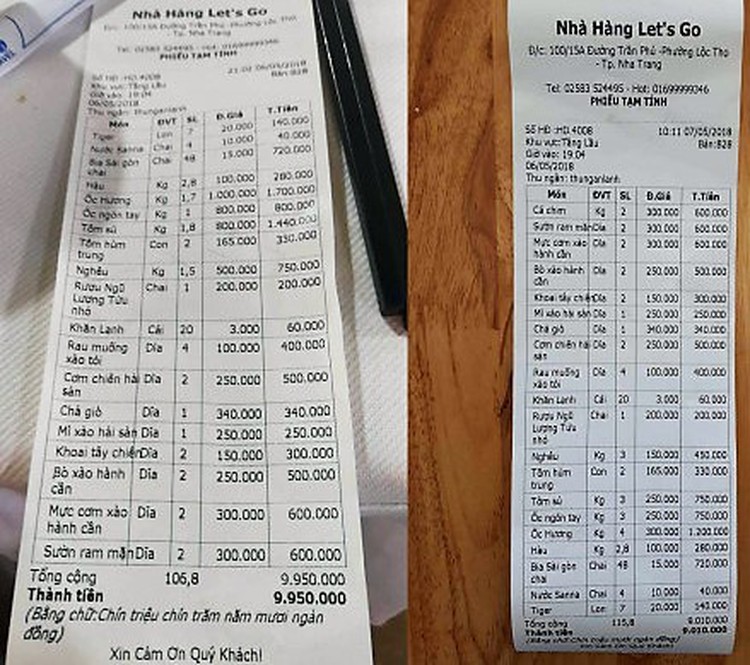 Nhà Hàng Let's Go
Đ/c: 100/15A Đường Trần Phú -Phường Lộc Thọ
- Tp. Nha Trang
Tel: 02583 524495 - Hot: 01699999346
PHIẾU TẠM TÍNH
Số HĐ :HD 4008
Khu vực:Tầng Lầu Bàn:828
Giờ vào: 19:04
06/05/2018
Thu ngân: thunganlanh
Món ĐVT SL Đ.Giá T.Tiền
Tiger Lon 7 20.000 140.000
Nước Sanna Chai 4 10.000 40.000
Bia Sài gòn Chai 48 15.000 720.000
chai
Hàu Kg 2,8 100.000 280.000
Ốc Hương Kg 1,7 1.000.000 1.700.000
Ốc ngón tay Kg 1 800.000 800.000
Tôm sú Kg 1,8 800.000 1.440.000
Tôm hùm Con 2 165.000 330.000
trung
Nghêu Kg 1,5 500.000 750.000
Rượu Ngũ Chai 1 200.000 200.000
Lương Tửu
nhỏ
Khăn Lạnh Cái 20 3.000 60.000
Rau muống Dĩa 4 100.000 400.000
xào tỏi
Cơm chiên hải Dĩa 2 250.000 500.000
sản
Chả giò Dĩa 1 340.000 340.000
Mì xào hải sản Dĩa 1 250.000 250.000
Khoai tây chiên Dĩa 2 150.000 300.000
Bò xào hành Dĩa 2 250.000 500.000
cần
Mực cơm xào Dĩa 2 300.000 600.000
hành cần
Sườn ram mặn Dĩa 2 300.000 600.000
Tổng cộng 106,8 9.950.000
Thành tiền 9.950.000
(Bằng chữ:Chín triệu chín trăm năm mươi ngàn
đồng)
Xin Cảm Ơn Quý Khách!
Nhà Hàng Let's Go
Đ/c: 100/15A Đường Trần Phú -Phường Lộc Thọ
- Tp. Nha Trang
Tel: 02583 524495 - Hot: 01699999346
PHIẾU TẠM TÍNH
Số HĐ :HD 4008 10:11 07/05/2018
Khu vực:Tầng Lầu Bàn:828
Giờ vào: 19:04
06/05/2018
Thu ngân: thunganlanh
Món ĐVT SL Đ.Giá T.Tiền
Cá chim Kg 2 300.000 600.000
Sườn ram mặn Dĩa 2 300.000 600.000
Mực cơm xào Dĩa 2 300.000 600.000
hành cần
Bò xào hành Dĩa 2 250.000 500.000
cần
Khoai tây chiên Dĩa 2 150.000 300.000
Mì xào hải sản Dĩa 1 250.000 250.000
Chả giò Dĩa 1 340.000 340.000
Cơm chiên hải Dĩa 2 250.000 500.000
sản
Rau muống Dĩa 4 100.000 400.000
xào tỏi
Khăn Lạnh Cái 20 3.000 60.000
Rượu Ngũ Chai 1 200.000 200.000
Lương Tửu
nhỏ
Nghêu Kg 3 150.000 450.000
Tôm hùm Con 2 165.000 330.000
trung
Tôm sú Kg 3 250.000 750.000
Ốc ngón tay Kg 3 250.000 750.000
Ốc Hương Kg 4 300.000 1.200.000
Hàu Kg 2,8 100.000 280.000
Bia Sài gòn Chai 48 15.000 720.000
chai
Nước Sanna Chai 4 10.000 40.000
Tiger Lon 7 20.000 140.000
Tổng cộng 115,8 9.010.000
Thành tiền 9.010.000
(Bằng chữ:Chín triệu mười ngàn đồng)
Xin Cảm Ơn Quý Khách!